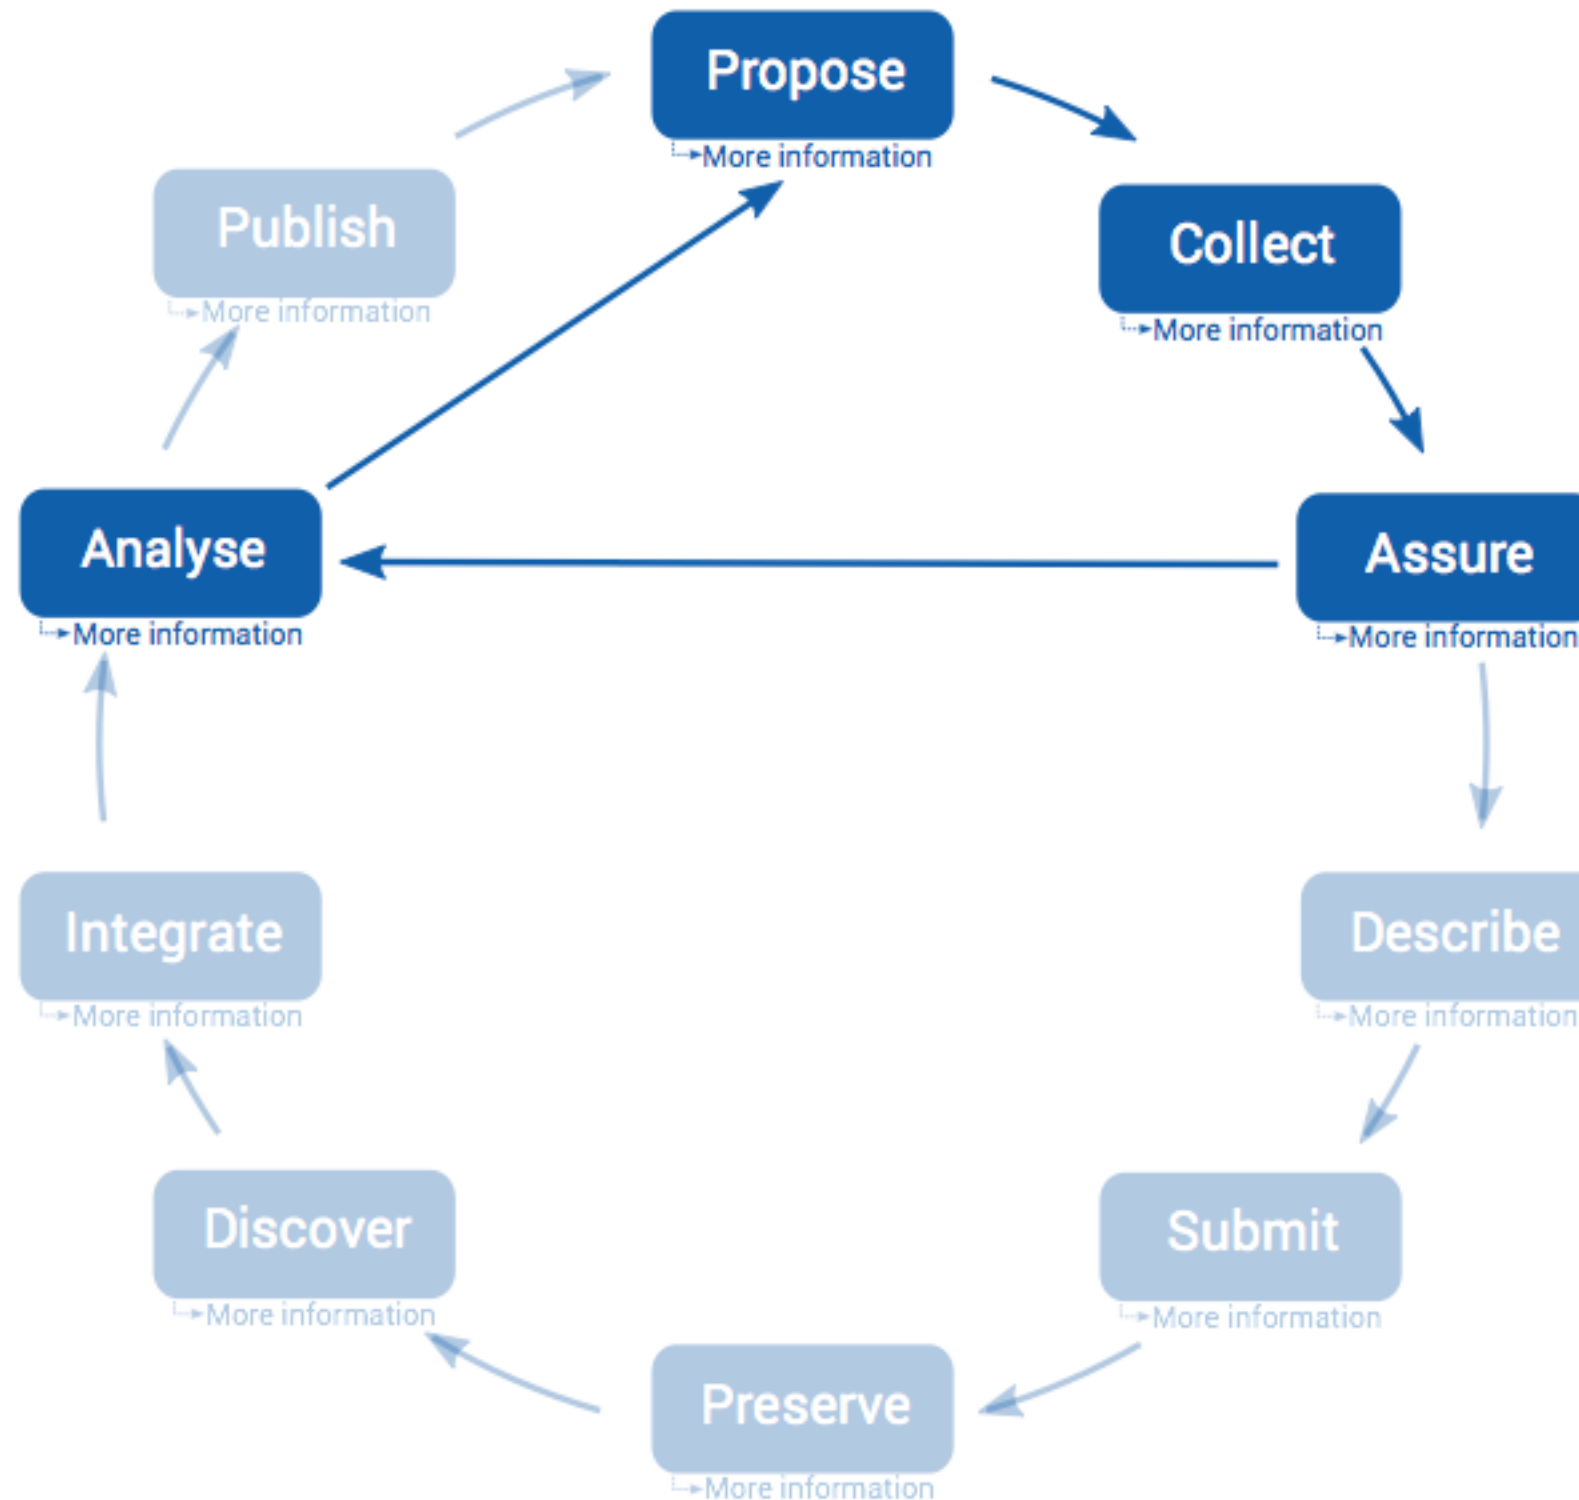 Propose
More information
Publish
More information
Collect
More information
Analyse
More information
Assure
More information
Integrate
More information
Describe
More information
Discover
More information
Submit
More information
Preserve
More information